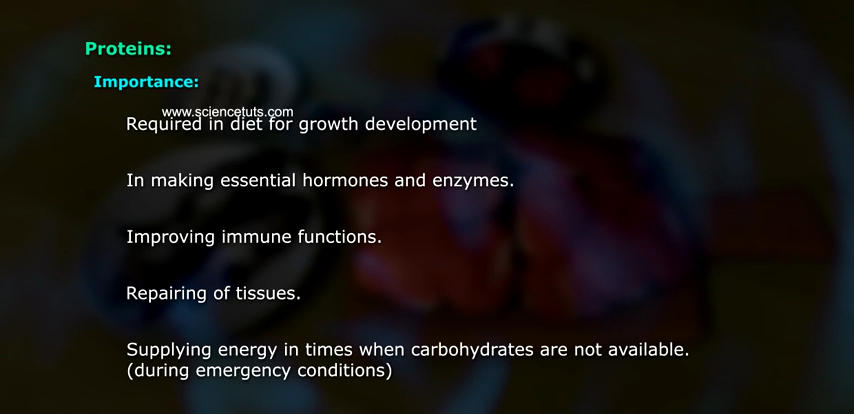 Proteins:
Importance:
www.sciencetuts.com
Required in diet for growth development
In making essential hormones and enzymes.
Improving immune functions.
Repairing of tissues.
Supplying energy in times when carbohydrates are not available.
(during emergency conditions)